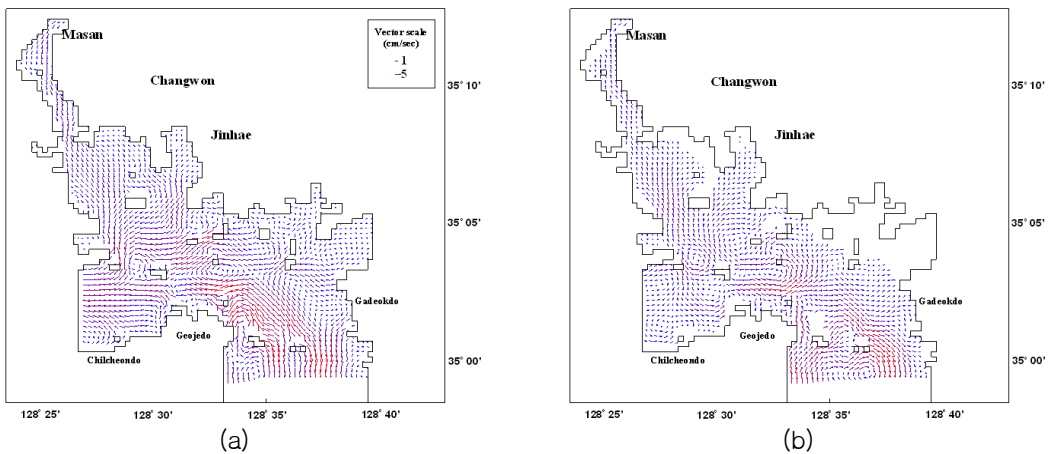 Masan
Changwon
Jinhae
Gadeokdo
Geojedo
Chilcheondo
Vector scale
(cm/sec)
- 1
–5
35° 10'
35° 05'
35° 00'
128° 25'
128° 30'
128° 35'
128° 40'
(a)
Masan
Changwon
Jinhae
Gadeokdo
Geojedo
Chilcheondo
35° 10'
35° 05'
35° 00'
128° 25'
128° 30'
128° 35'
128° 40'
(b)